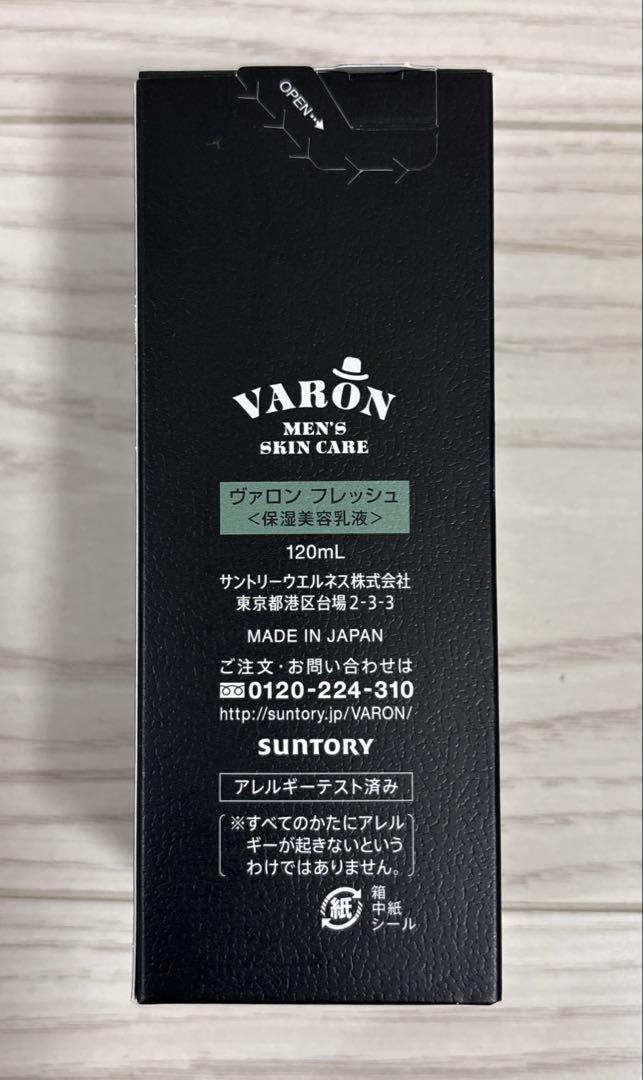 OPEN
VARON
MEN'S
SKIN CARE
ヴァロン フレッシュ
＜保湿美容乳液＞
120mL
サントリーウエルネス株式会社
東京都港区台場2-3-3
MADE IN JAPAN
ご注文・お問い合わせは
0120-224-310
http://suntory.jp/VARON/
SUNTORY
アレルギーテスト済み
※すべてのかたにアレル
ギーが起きないという
わけではありません。
紙
箱
中紙
シール